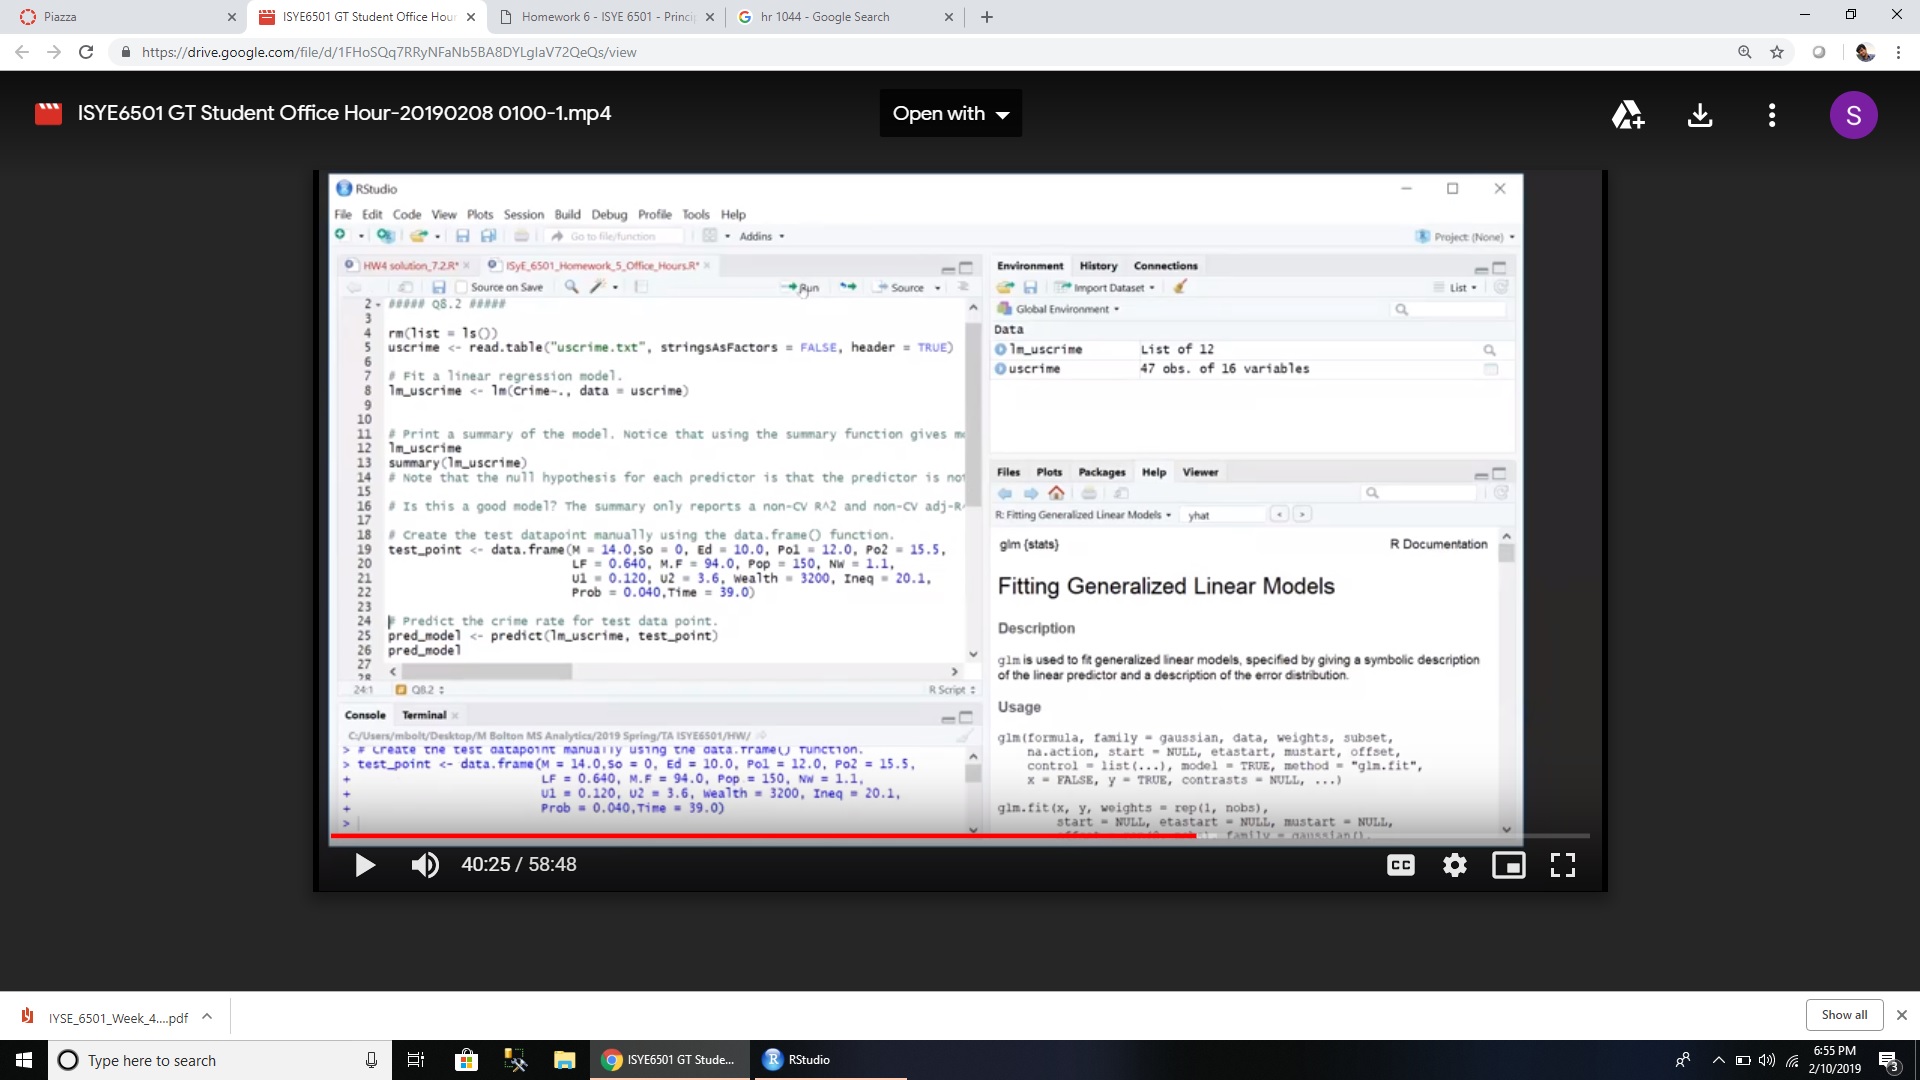 Piazza
ISYE6501 GT Student Office Hour
Homework 6 - ISYE 6501 - Princi
hr 1044 - Google Search
https://drive.google.com/file/d/1FHoSQq7RRyNFaNb5BA8DYLglaV72QeQs/view
ISYE6501 GT Student Office Hour-20190208 0100-1.mp4
Open with
S
RStudio
File Edit Code View Plots Session Build Debug Profile Tools Help
Go to file/function
Addins
Project: (None)
HW4 solution_7.2.R*
ISyE_6501_Homework_5_Office_Hours.R*
Source on Save
Run
Source
2 ##### Q8.2 #####
3
4 rm(list = ls())
5 uscrime <- read.table("uscrime.txt", stringsAsFactors = FALSE, header = TRUE)
6
7 # Fit a linear regression model.
8 lm_uscrime <- lm(Crime~., data = uscrime)
9
10
11 # Print a summary of the model. Notice that using the summary function gives mo
12 lm_uscrime
13 summary(lm_uscrime)
14 # Note that the null hypothesis for each predictor is that the predictor is not
15
16 # Is this a good model? The summary only reports a non-CV R^2 and non-CV adj-R^
17
18 # Create the test datapoint manually using the data.frame() function.
19 test_point <- data.frame(M = 14.0,So = 0, Ed = 10.0, Po1 = 12.0, Po2 = 15.5,
20 LF = 0.640, M.F = 94.0, Pop = 150, NW = 1.1,
21 U1 = 0.120, U2 = 3.6, Wealth = 3200, Ineq = 20.1,
22 Prob = 0.040,Time = 39.0)
23
24 # Predict the crime rate for test data point.
25 pred_model <- predict(lm_uscrime, test_point)
26 pred_model
27
28
24:1 Q8.2 R Script
Console Terminal
C:/Users/mbolt/Desktop/M Bolton MS Analytics/2019 Spring/TA ISYE6501/HW/
> # Create the test datapoint manually using the data.frame() function.
> test_point <- data.frame(M = 14.0,So = 0, Ed = 10.0, Po1 = 12.0, Po2 = 15.5,
+ LF = 0.640, M.F = 94.0, Pop = 150, NW = 1.1,
+ U1 = 0.120, U2 = 3.6, Wealth = 3200, Ineq = 20.1,
+ Prob = 0.040,Time = 39.0)
>
Environment History Connections
Import Dataset
List
Global Environment
Data
lm_uscrime List of 12
uscrime 47 obs. of 16 variables
Files Plots Packages Help Viewer
R: Fitting Generalized Linear Models
yhat
glm {stats}
R Documentation
Fitting Generalized Linear Models
Description
glm is used to fit generalized linear models, specified by giving a symbolic description
of the linear predictor and a description of the error distribution.
Usage
glm(formula, family = gaussian, data, weights, subset,
na.action, start = NULL, etastart, mustart, offset,
control = list(...), model = TRUE, method = "glm.fit",
x = FALSE, y = TRUE, contrasts = NULL, ...)
glm.fit(x, y, weights = rep(1, nobs),
start = NULL, etastart = NULL, mustart = NULL,
family = gaussian(),
40:25 / 58:48
CC
IYSE_6501_Week_4....pdf
Show all
Type here to search
ISYE6501 GT Stude...
RStudio
6:55 PM
2/10/2019
3